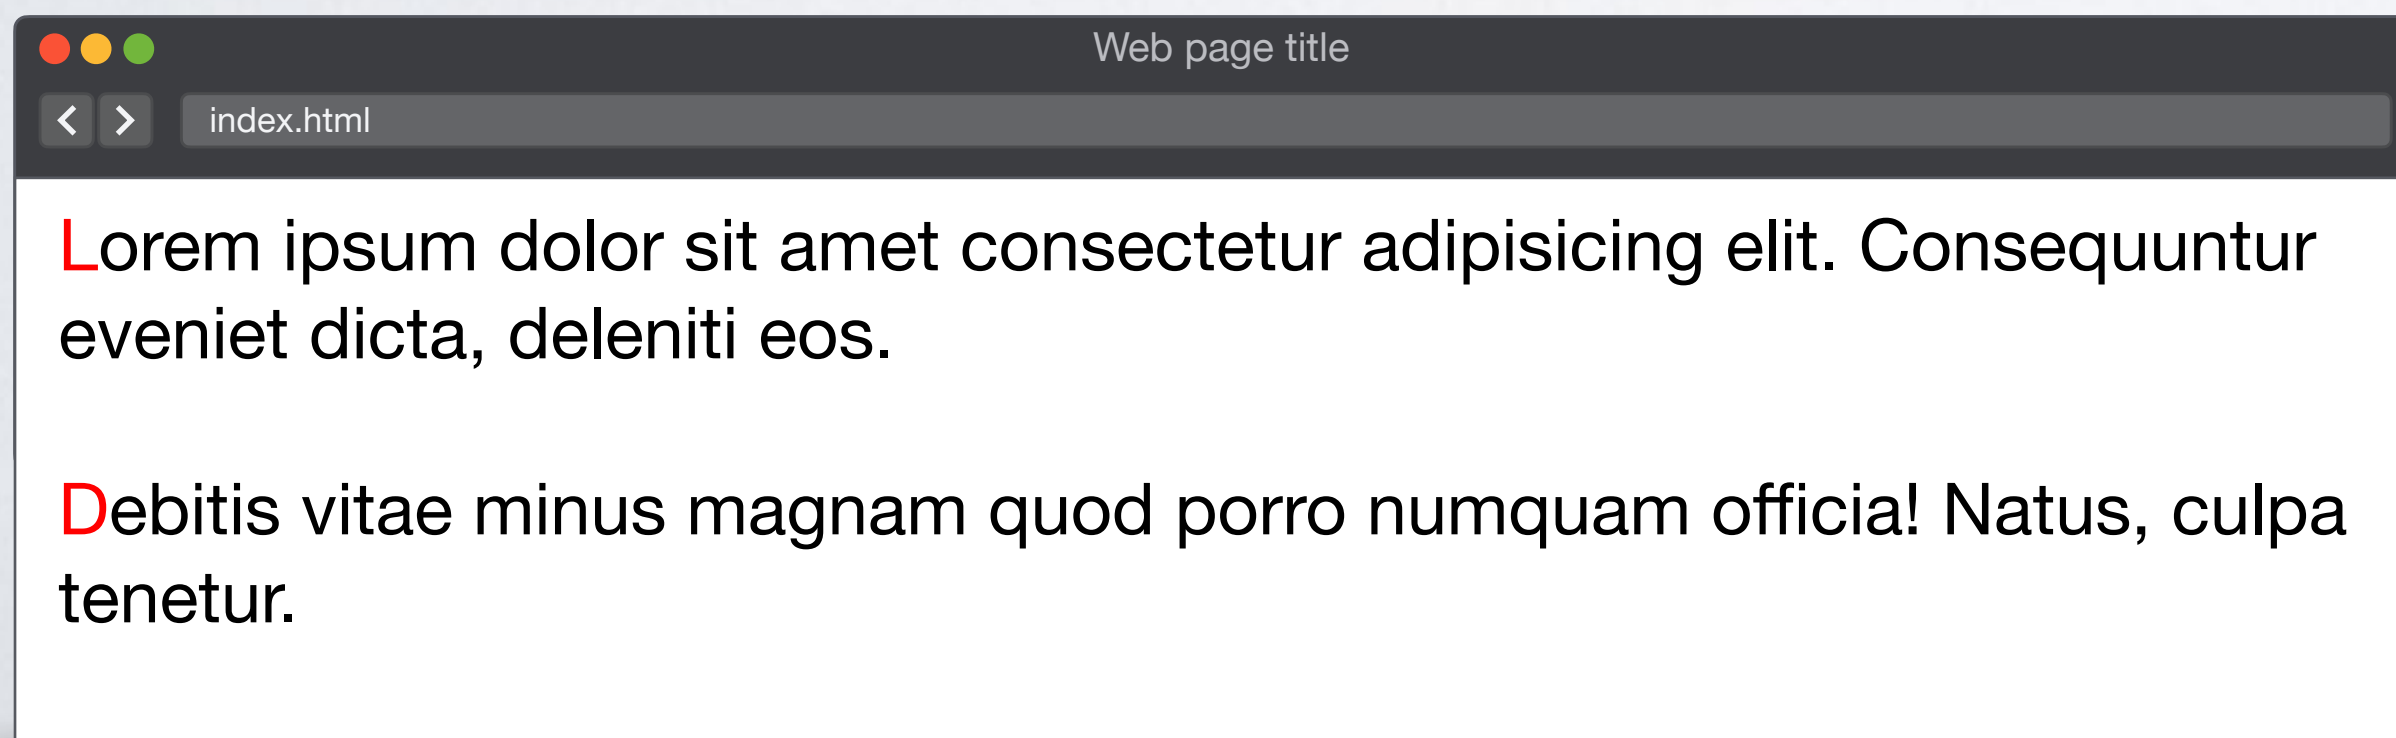 Web page title
index.html
Lorem ipsum dolor sit amet consectetur adipisicing elit. Consequuntur
eveniet dicta, deleniti eos.
Debitis vitae minus magnam quod porro numquam officia! Natus, culpa
tenetur.